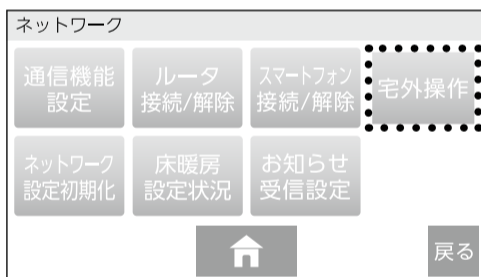 ネットワーク
通信機能
設定
ルータ
接続/解除
スマートフォン
接続/解除
宅外操作
ネットワーク
設定初期化
床暖房
設定状況
お知らせ
受信設定
戻る